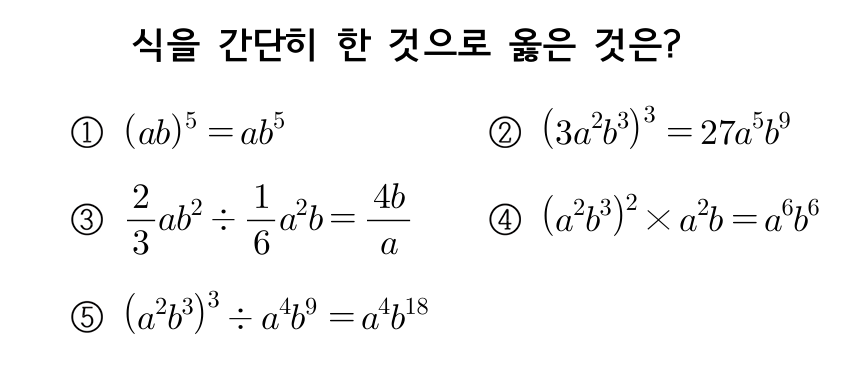 식을 간단히 한 것으로 옳은 것은?
① $(ab)^5 = ab^5$ ② $(3a^2b^3)^3 = 27a^5b^9$
③ $\frac{2}{3}ab^2 \div \frac{1}{6}a^2b = \frac{4b}{a}$ ④ $(a^2b^3)^2 \times a^2b = a^6b^6$
⑤ $(a^2b^3)^3 \div a^4b^9 = a^4b^{18}$